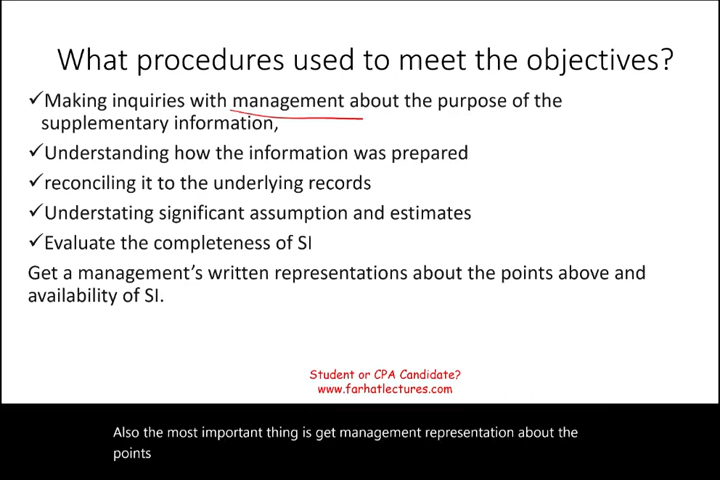 What procedures used to meet the objectives?
✓Making inquiries with management about the purpose of the
supplementary information,
✓Understanding how the information was prepared
✓reconciling it to the underlying records
✓Understating significant assumption and estimates
✓Evaluate the completeness of SI
Get a management's written representations about the points above and
availability of SI.
Student or CPA Candidate?
www.farhatlectures.com
Also the most important thing is get management representation about the
points